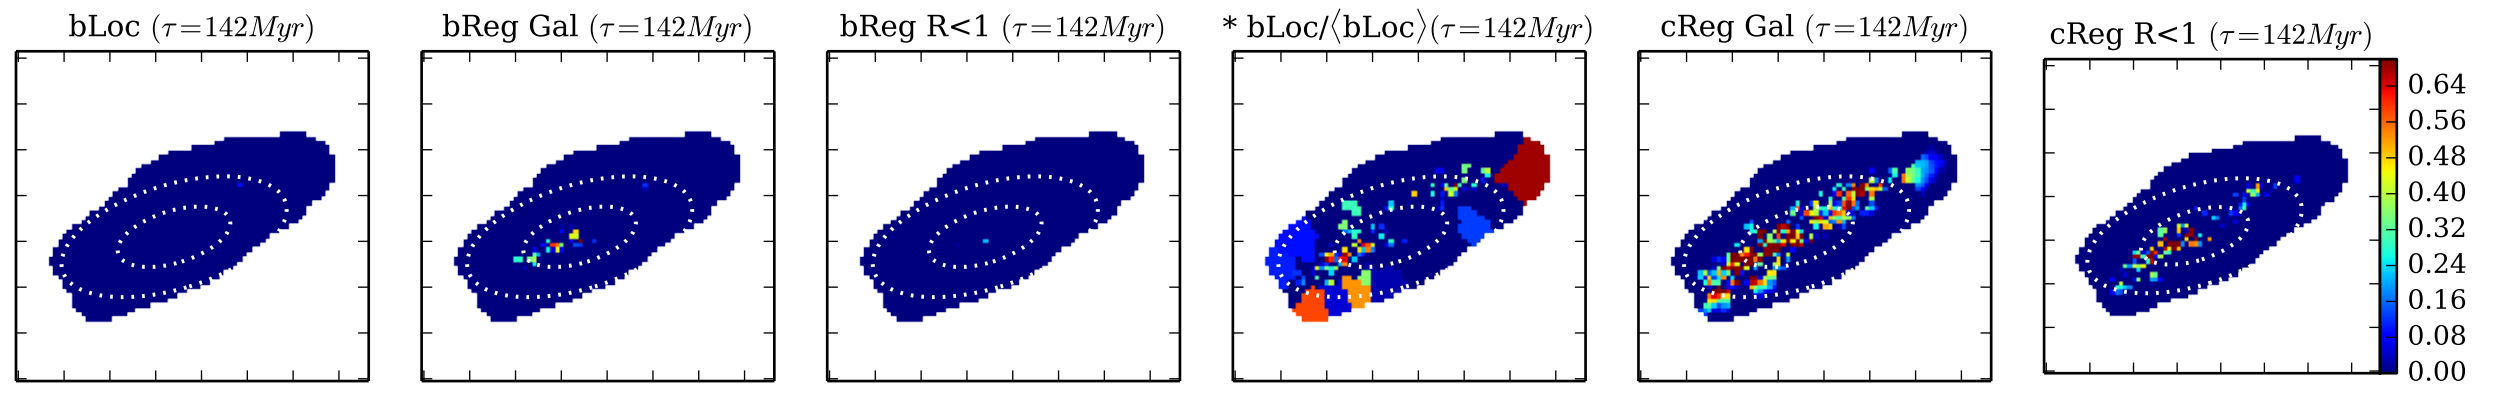 bLoc (τ=142Myr)
bReg Gal (τ=142Myr)
bReg R<1 (τ=142Myr)
* bLoc/⟨bLoc⟩(τ=142Myr)
cReg Gal (τ=142Myr)
cReg R<1 (τ=142Myr)
0.64
0.56
0.48
0.40
0.32
0.24
0.16
0.08
0.00